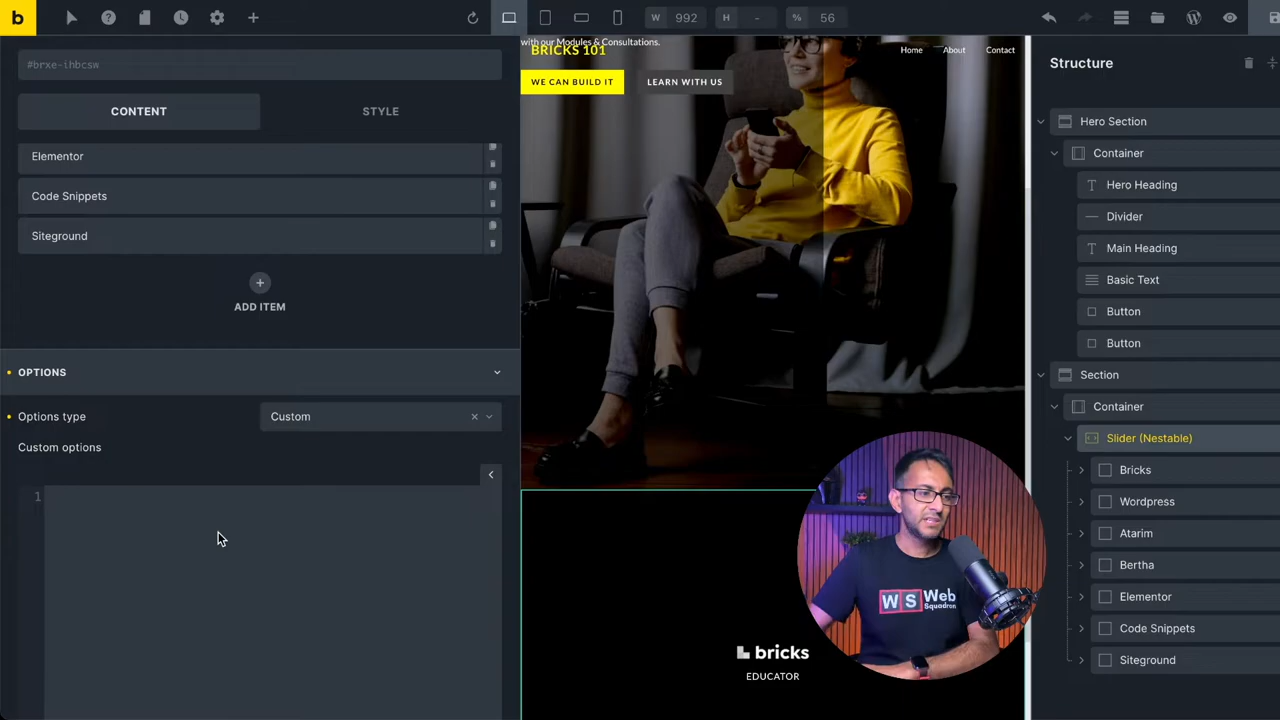 b
W 992 H - % 56
#brxe-ihbcsw
CONTENT STYLE
Elementor
Code Snippets
Siteground
ADD ITEM
OPTIONS
Options type Custom
Custom options
1
with our Modules & Consultations.
BRICKS 101 Home About Contact
WE CAN BUILD IT LEARN WITH US
bricks
EDUCATOR
WS Web Squadron
Structure
Hero Section
Container
Hero Heading
Divider
Main Heading
Basic Text
Button
Button
Section
Container
Slider (Nestable)
Bricks
Wordpress
Atarim
Bertha
Elementor
Code Snippets
Siteground